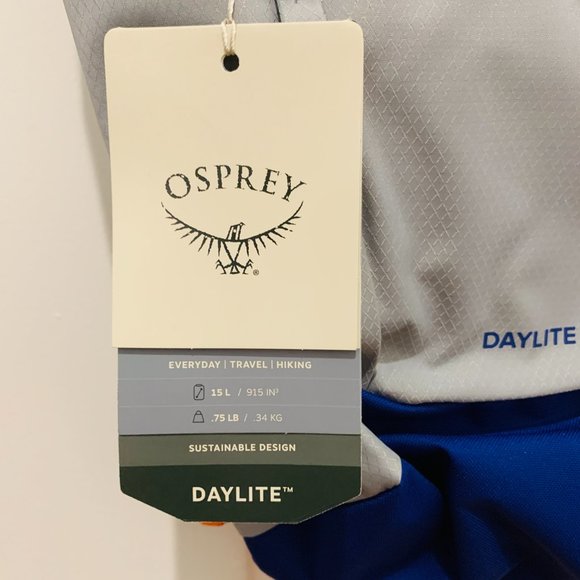 OSPREY
®
EVERYDAY | TRAVEL | HIKING
15 L / 915 IN³
.75 LB / .34 KG
SUSTAINABLE DESIGN
DAYLITE™
DAYLITE